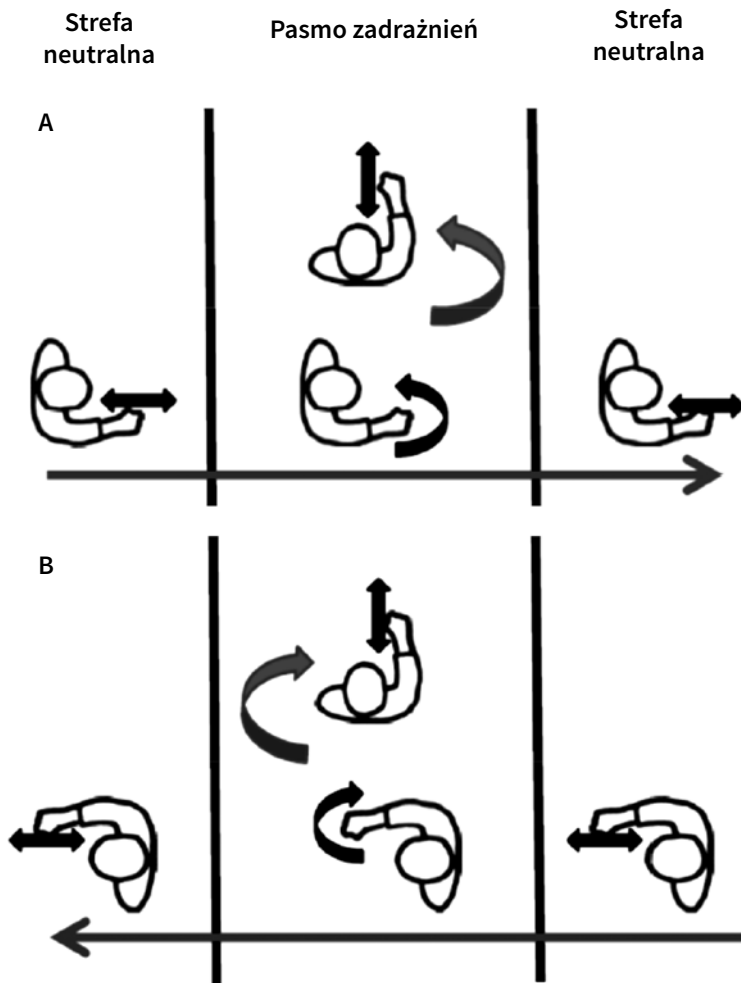 Strefa
neutralna
Pasmo zadrażnień
Strefa
neutralna
A
B